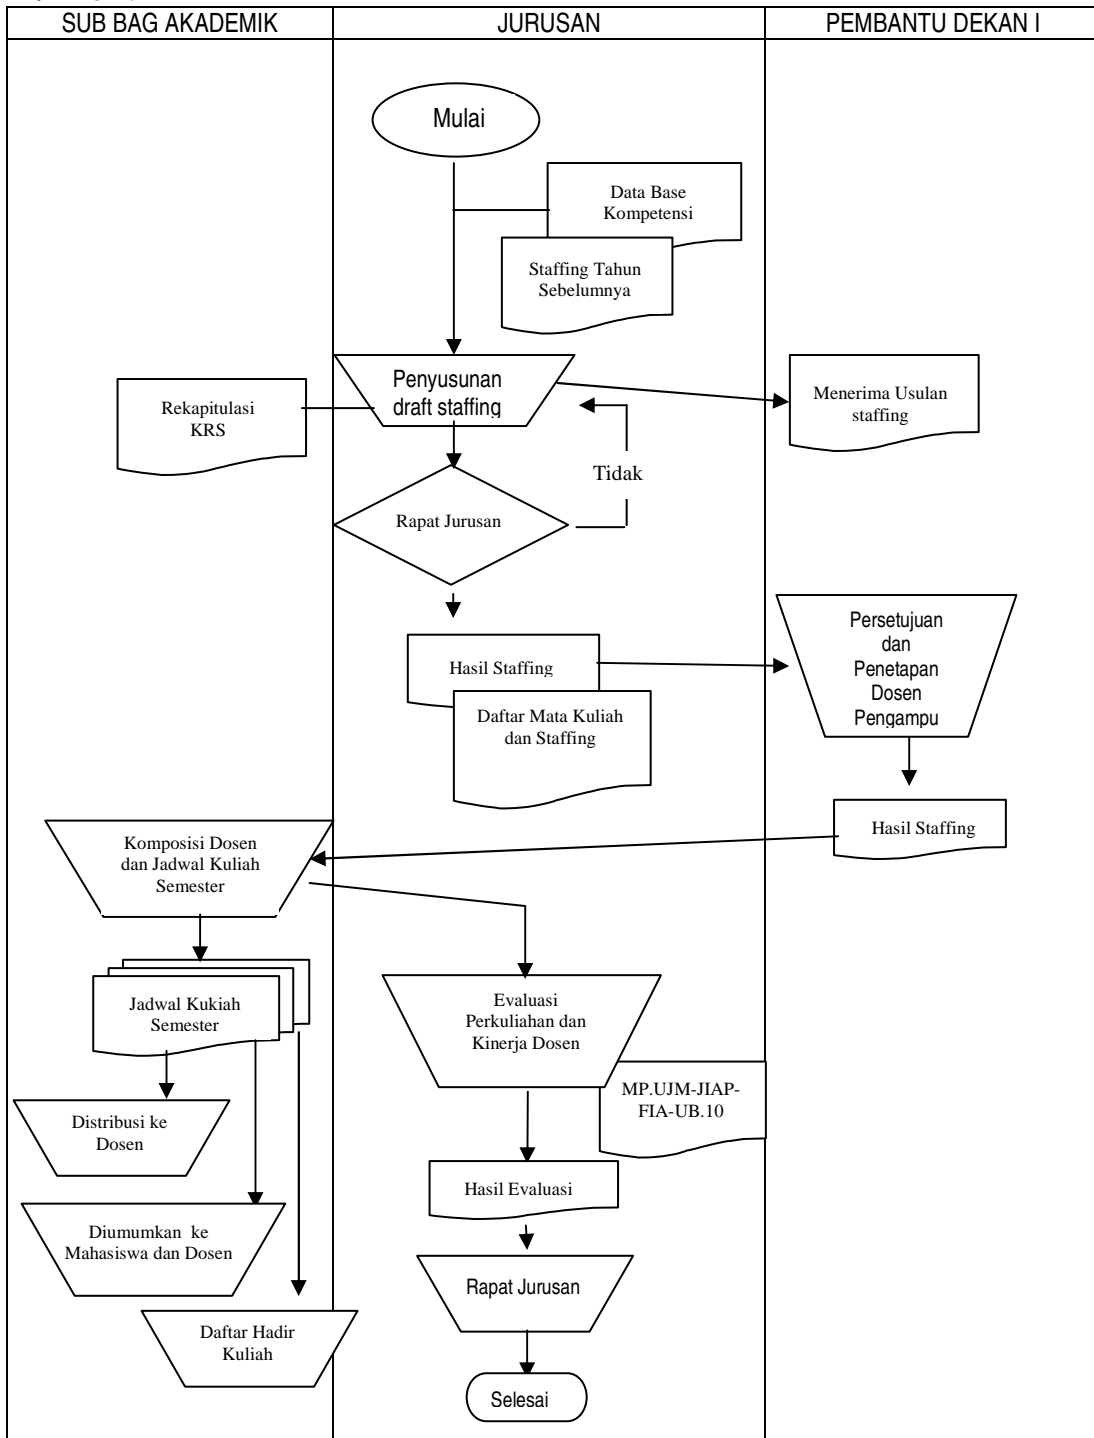 SUB BAG AKADEMIK
JURUSAN
PEMBANTU DEKAN I
Mulai
Data Base
Kompetensi
Staffing Tahun
Sebelumnya
Penyusunan
draft staffing
Rekapitulasi
KRS
Menerima Usulan
staffing
Tidak
Rapat Jurusan
Persetujuan
dan
Penetapan
Dosen
Pengampu
Hasil Staffing
Daftar Mata Kuliah
dan Staffing
Hasil Staffing
Komposisi Dosen
dan Jadwal Kuliah
Semester
Jadwal Kukiah
Semester
Evaluasi
Perkuliahan dan
Kinerja Dosen
MP.UJM-JIAP-
FIA-UB.10
Distribusi ke
Dosen
Hasil Evaluasi
Diumumkan ke
Mahasiswa dan Dosen
Rapat Jurusan
Daftar Hadir
Kuliah
Selesai